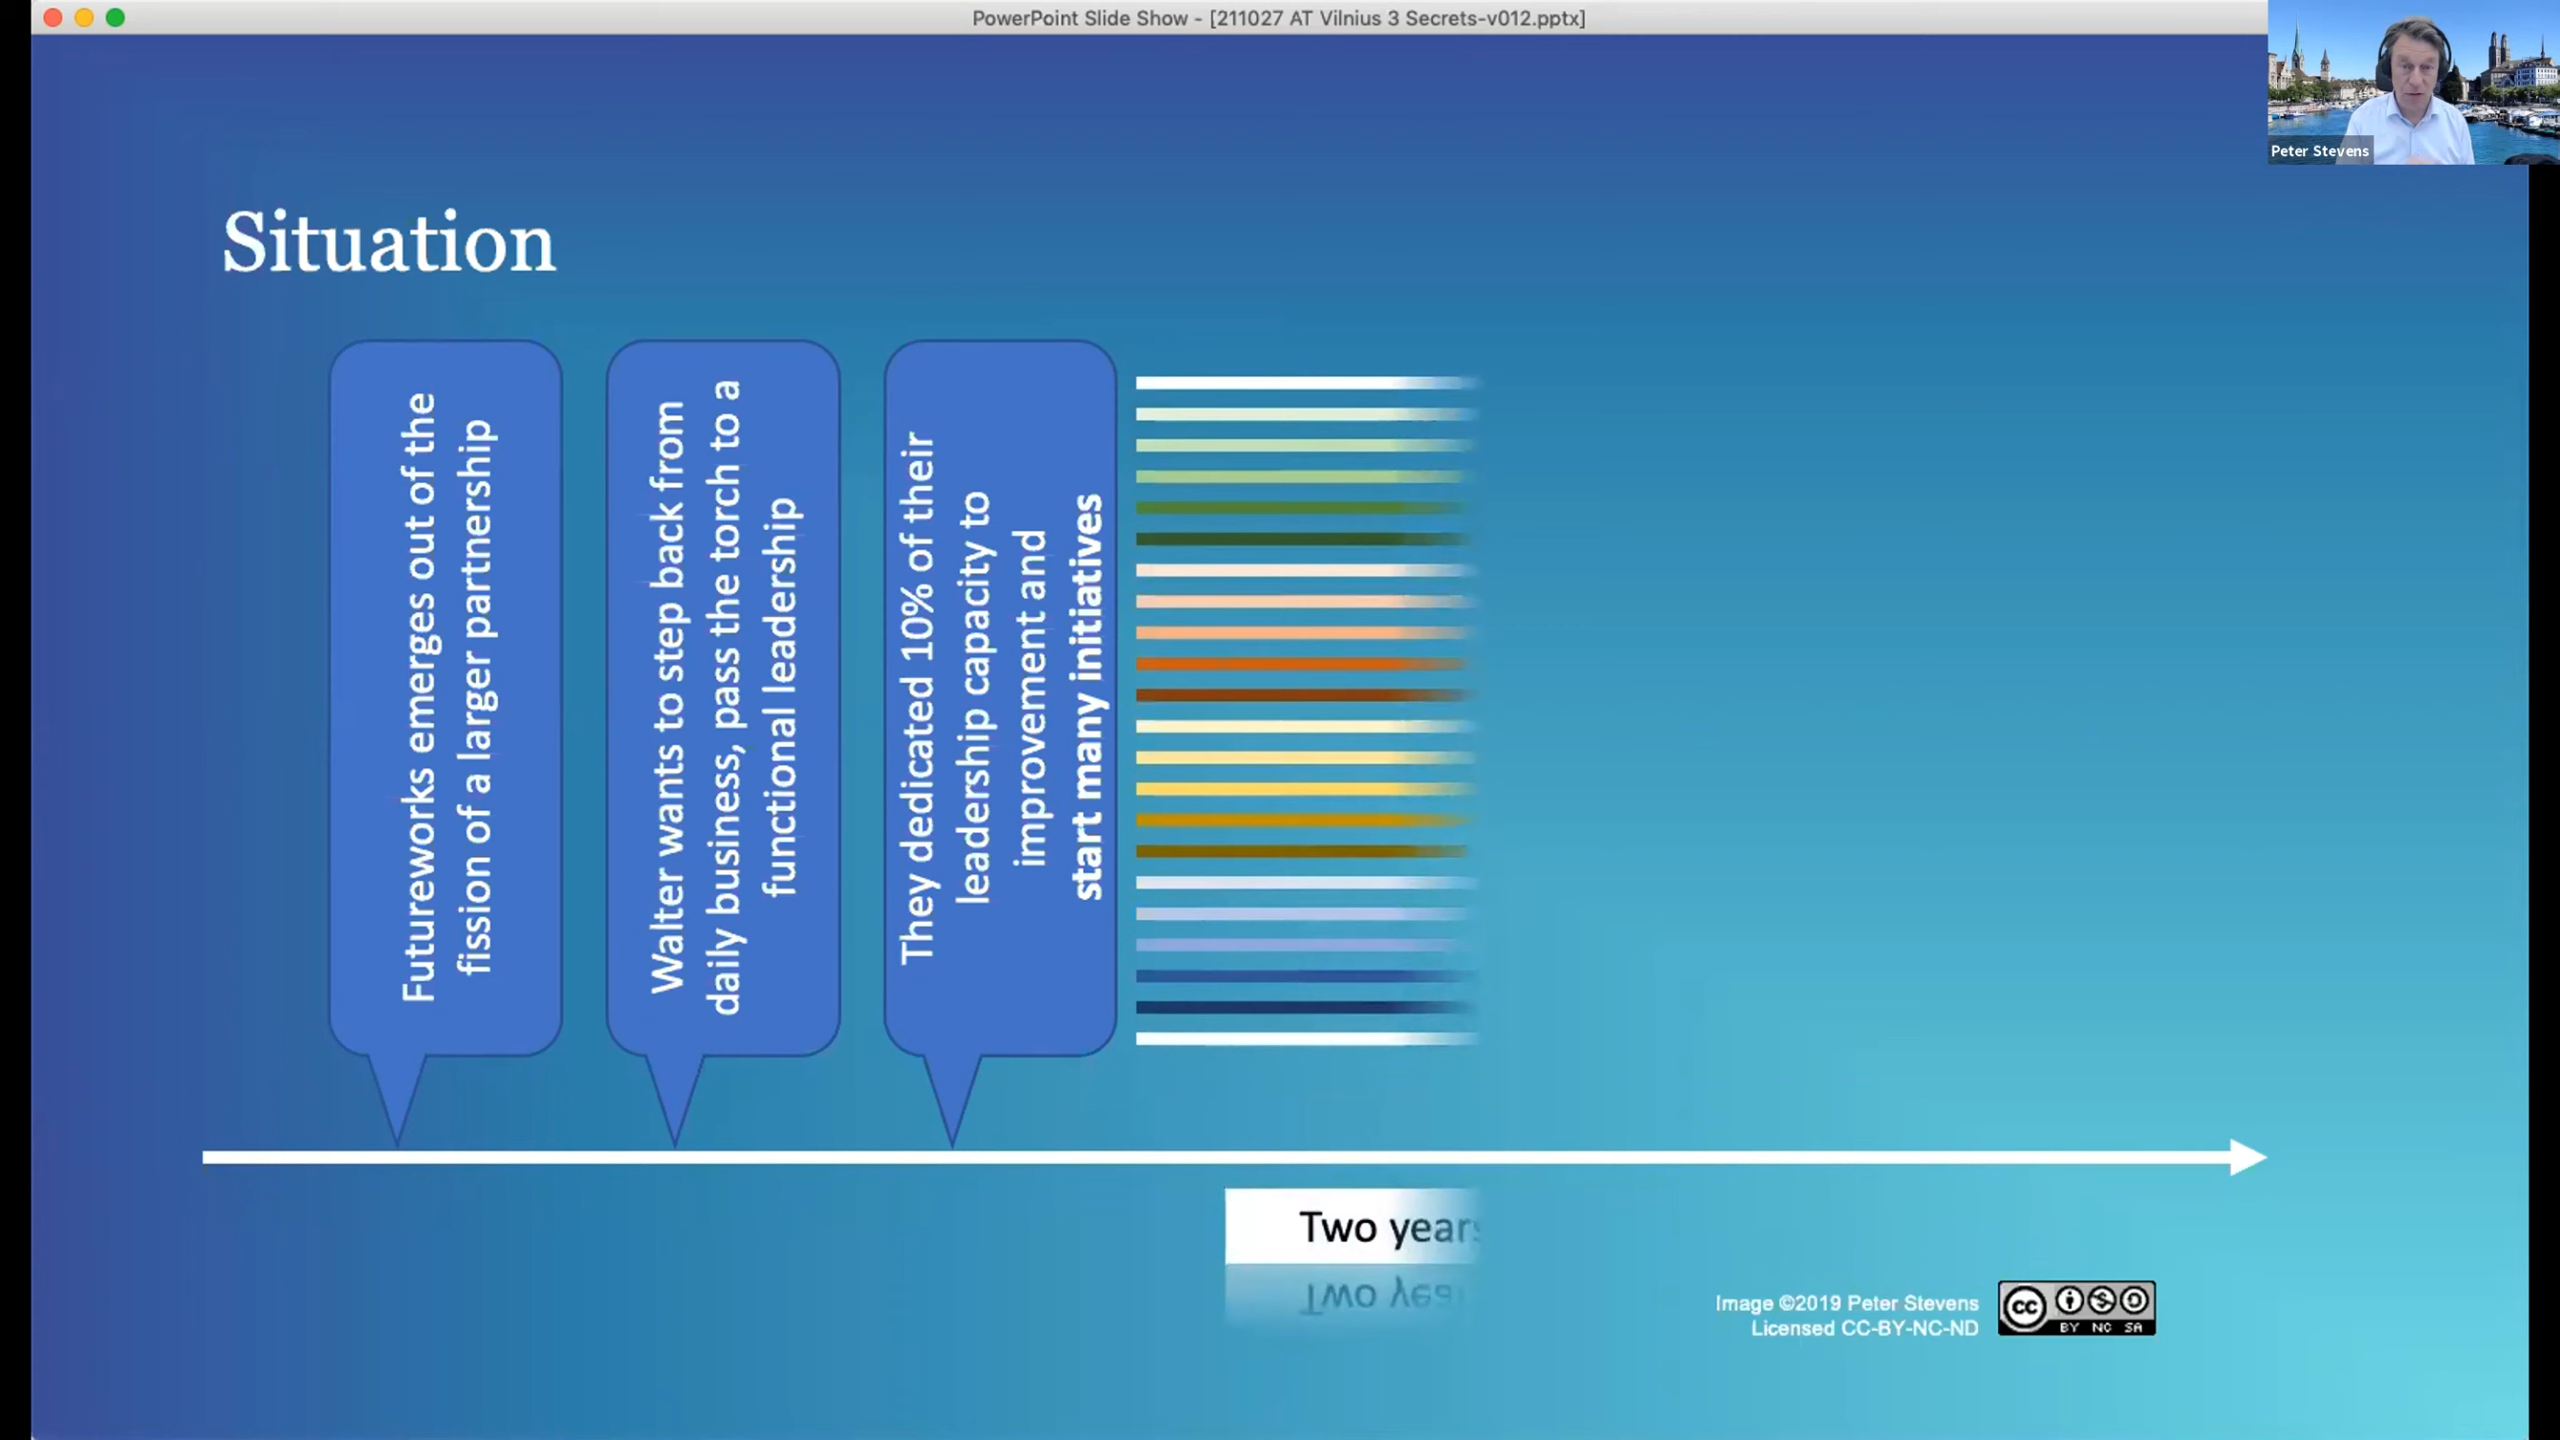 PowerPoint Slide Show - [211027 AT Vilnius 3 Secrets-v012.pptx]
Peter Stevens
Situation
Futureworks emerges out of the
fission of a larger partnership
Walter wants to step back from
daily business, pass the torch to a
functional leadership
They dedicated 10% of their
leadership capacity to
improvement and
start many initiatives
Two years
Image ©2019 Peter Stevens
Licensed CC-BY-NC-ND
cc
BY NC SA